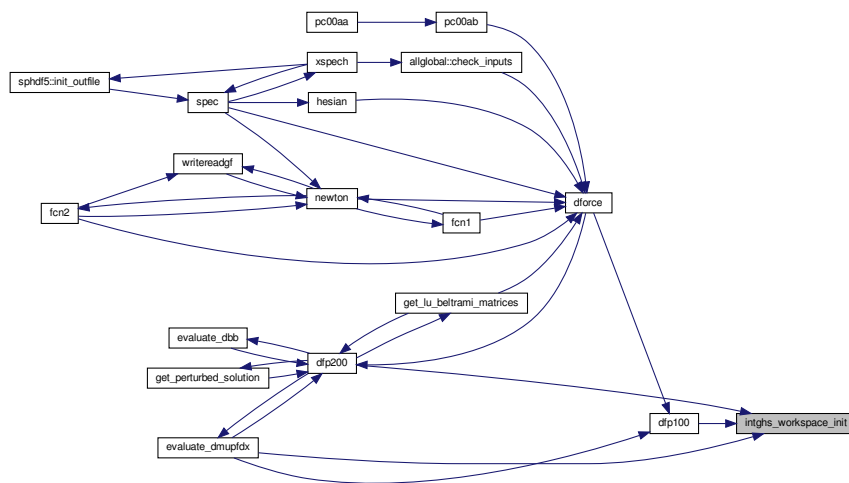 pc00aa
pc00ab
xspech
allglobal::check_inputs
sphdf5::init_outfile
spec
hesian
writereadgf
newton
dforce
fcn2
fcn1
get_lu_beltrami_matrices
evaluate_dbb
dfp200
get_perturbed_solution
dfp100
intghs_workspace_init
evaluate_dmupfdx